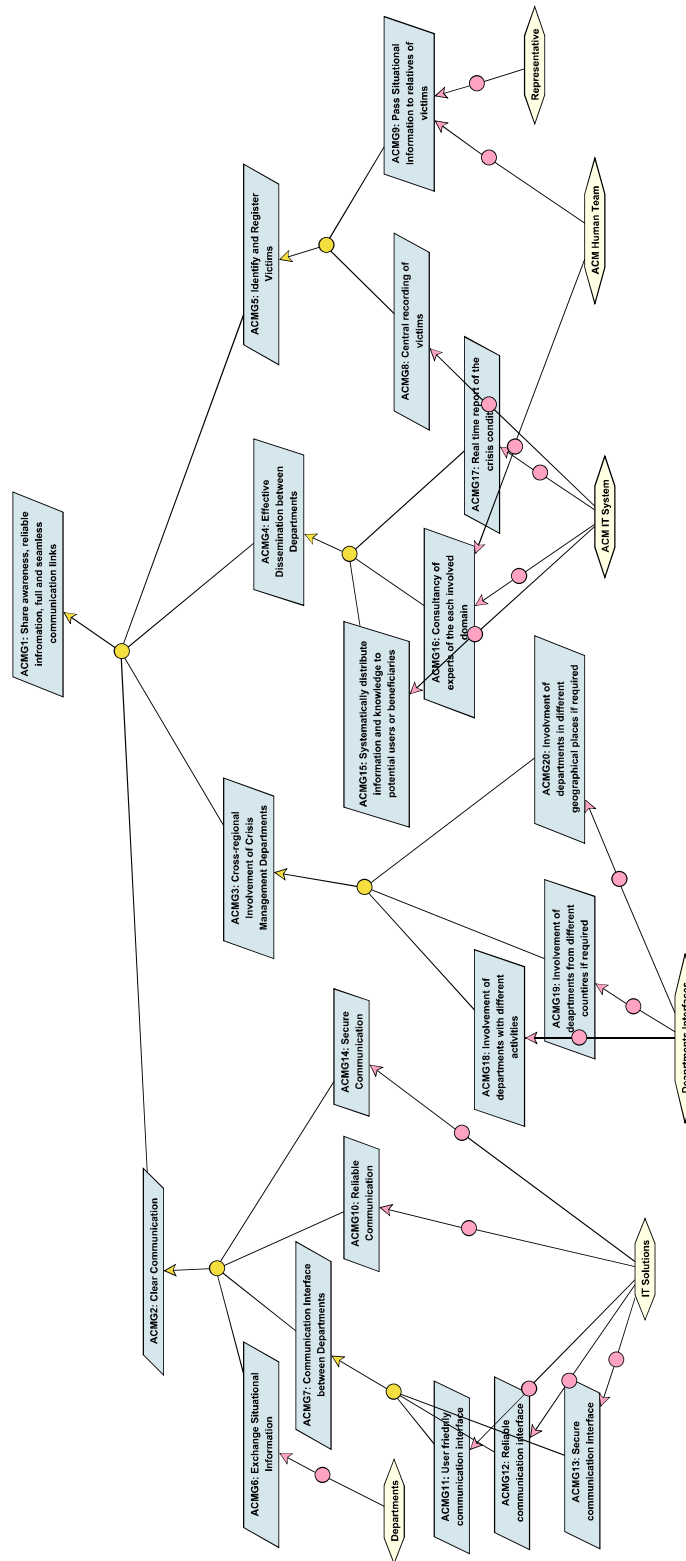 ACMG1: Share awareness, reliable
infromation, full and seamless
communication links
ACMG5: Identify and Register
Victims
ACMG9: Pass Situational
Information to relatives of
victims
Representative
ACM Human Team
ACMG8: Central recording of
victims
ACMG4: Effective
Dissemination between
Departments
ACMG17: Real time report of the
crisis condition
ACMG16: Consultancy of
experts of the each involved
domain
ACMG15: Systematically distribute
information and knowledge to
potential users or beneficiaries
ACM IT System
ACMG3: Cross-regional
Involvement of Crisis
Management Departments
ACMG20: Involvment of
departments in different
geographical places if required
ACMG19: Involvement of
deaprtments from different
countires if required
ACMG18: Involvement of
departments with different
activities
ACMG2: Clear Communication
ACMG14: Secure
Communication
ACMG10: Reliable
Communication
ACMG7: Communication Interface
between Departments
ACMG6: Exchange Situational
Information
Departments
ACMG11: User friednly
communication interface
ACMG12: Reliable
communication interface
ACMG13: Secure
communication Interface
IT Solutions